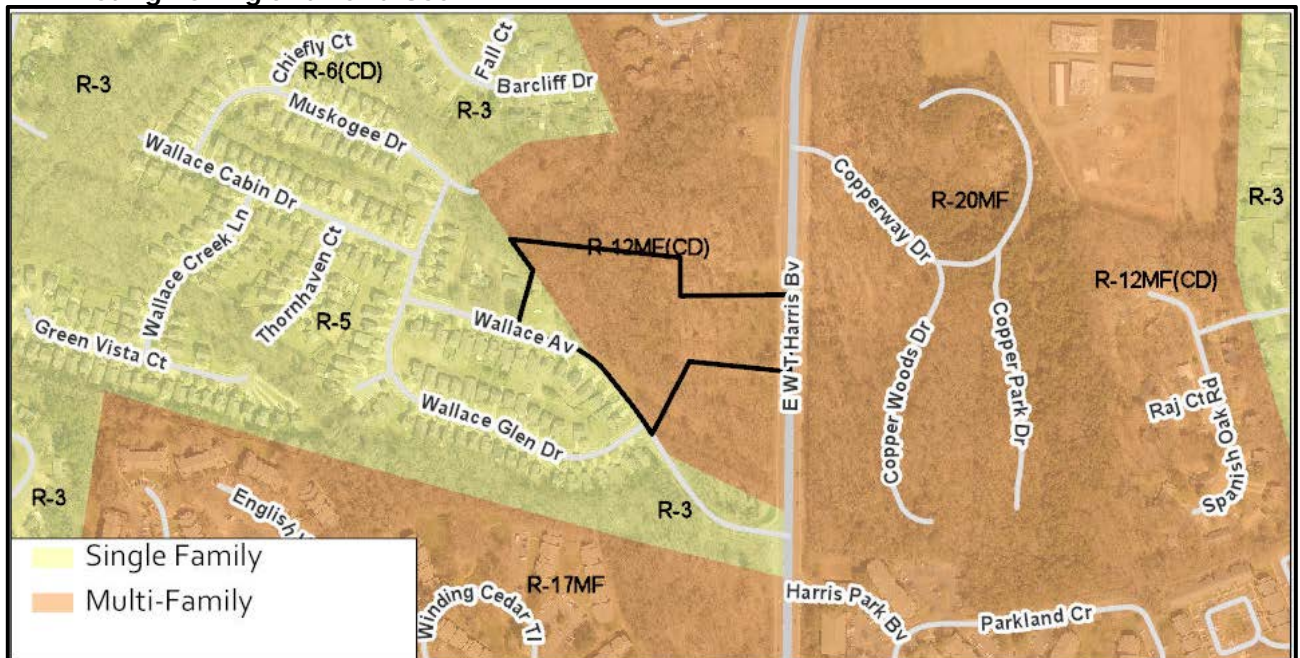 Chiefly Ct
Fall Ct
R-3
R-6(CD)
Barcliff Dr
R-3
Muskogee Dr
Wallace Cabin Dr
Copperway Dr
R-20MF
R-3
Wallace Creek Ln
Thornhaven Ct
R-12MF(CD)
R-12MF(CD)
R-5
Wallace Av
E W T Harris Bv
Green Vista Ct
Copper Woods Dr
Copper Park Dr
Raj Ct
Spanish Oak Rd
Wallace Glen Dr
R-3
English
R-3
Single Family
Multi-Family
R-17MF
Winding Cedar Tl
Harris Park Bv
Parkland Cr